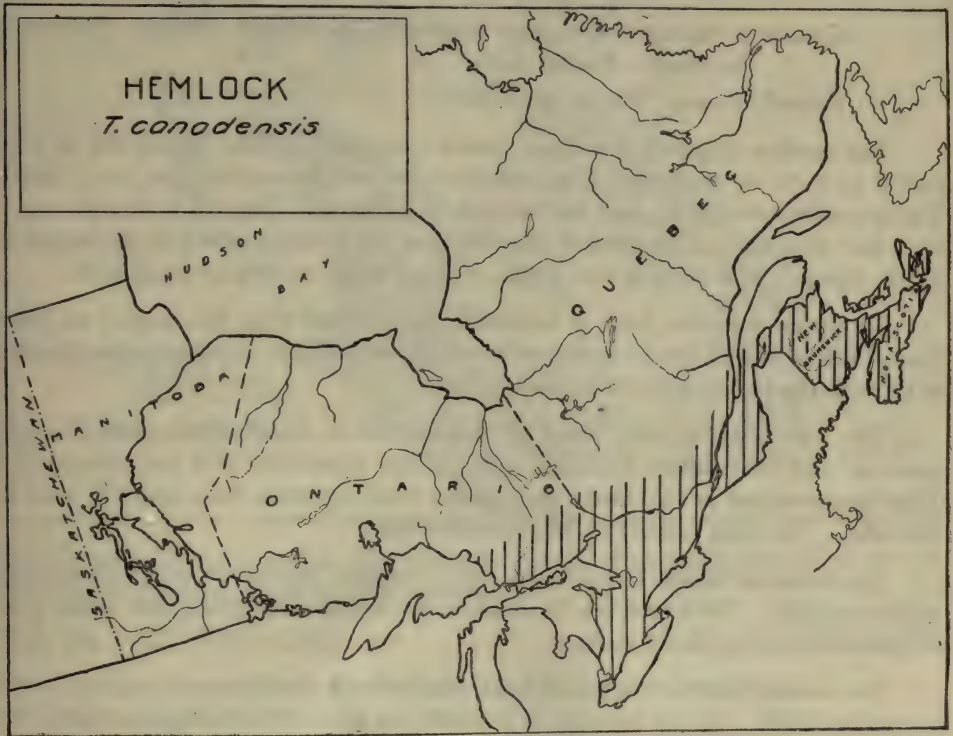 HEMLOCK
T. canadensis
HUDSON
BAY
QUEBEC
NEW
BRUNSWICK
NOVA SCOTIA
MANITOBA
SASKATCHEWAN
ONTARIO